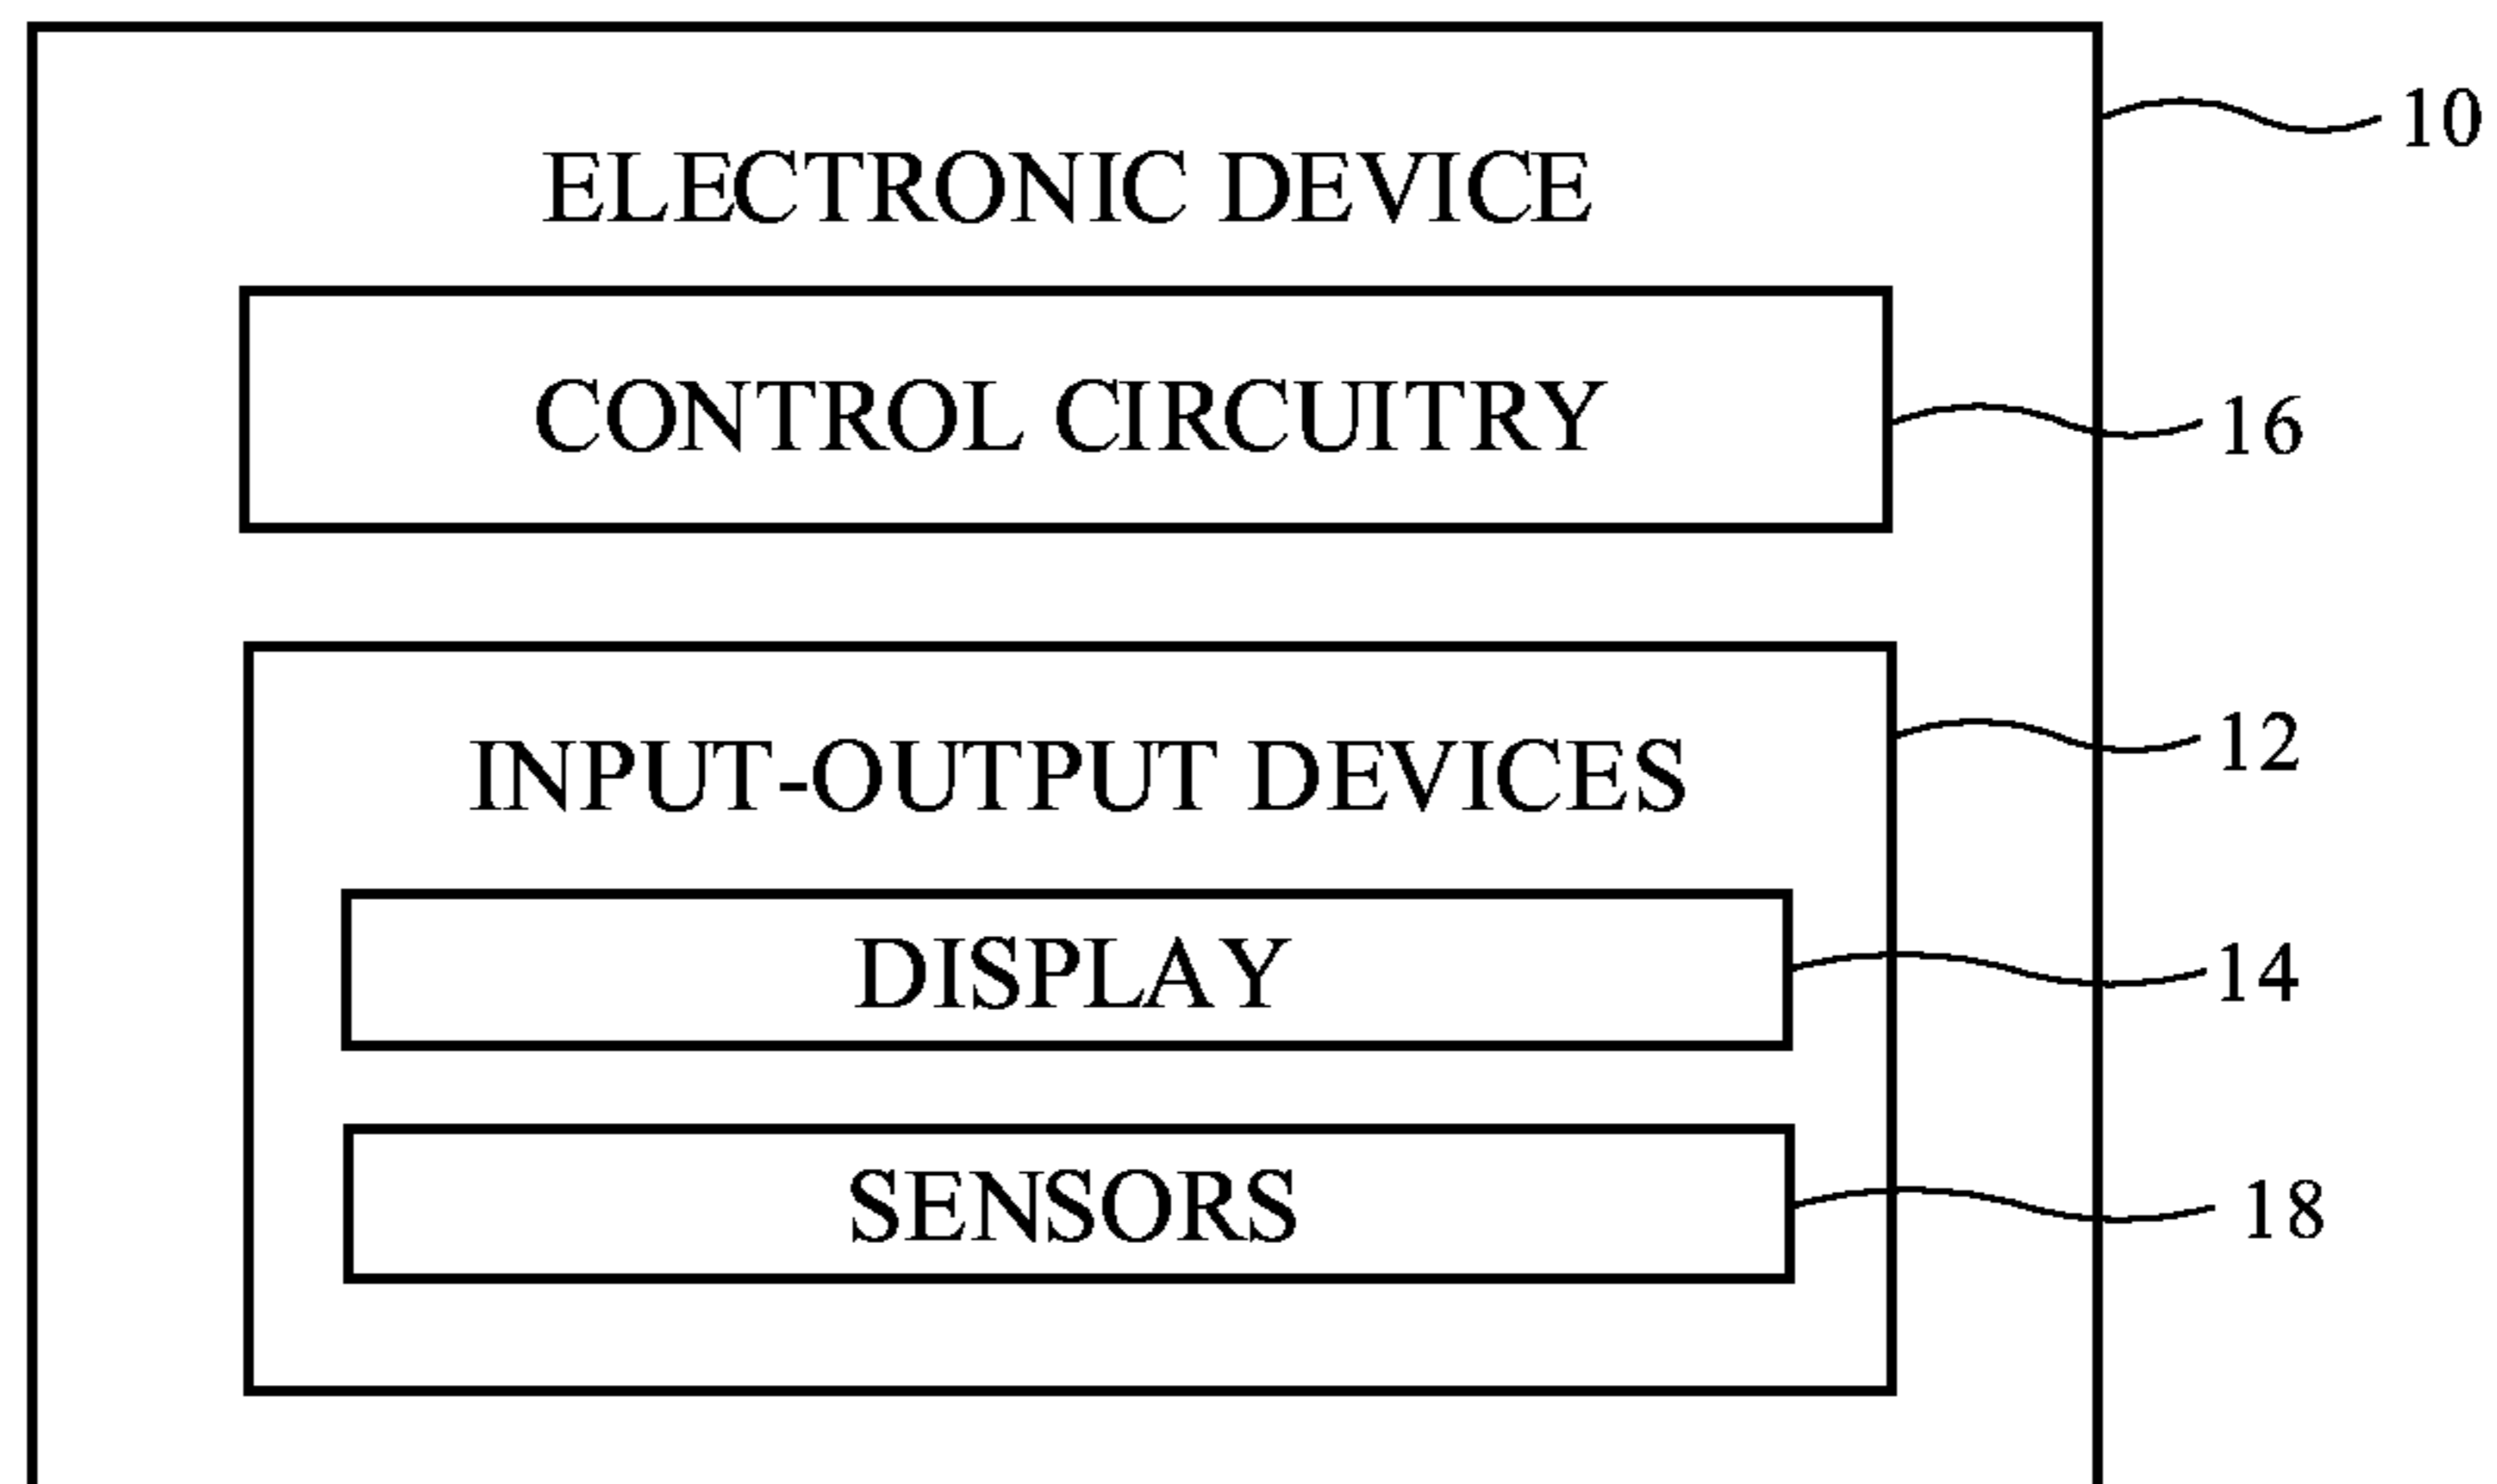 ELECTRONIC DEVICE
10
CONTROL CIRCUITRY
16
INPUT-OUTPUT DEVICES
12
DISPLAY
14
SENSORS
18